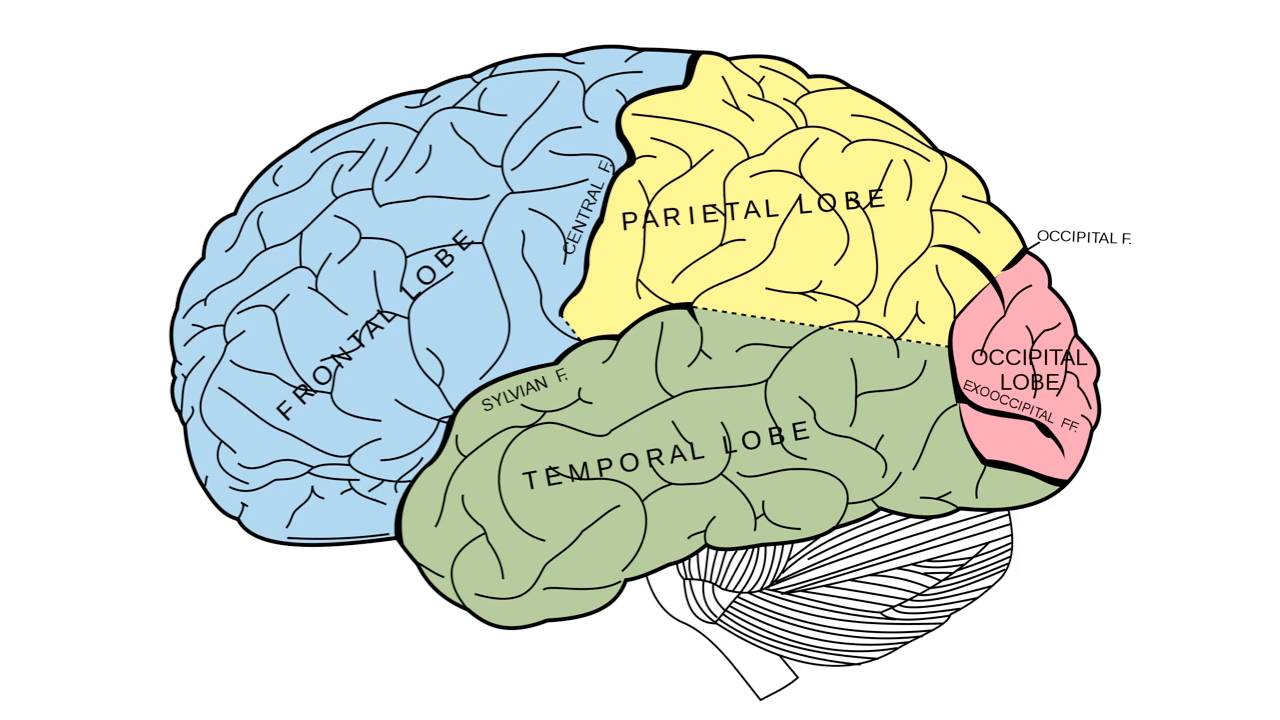 CENTRAL F.
PARIETAL LOBE
OCCIPITAL F.
FRONTAL LOBE
OCCIPITAL
LOBE
EXOOCCIPITAL FF.
SYLVIAN F.
TEMPORAL LOBE